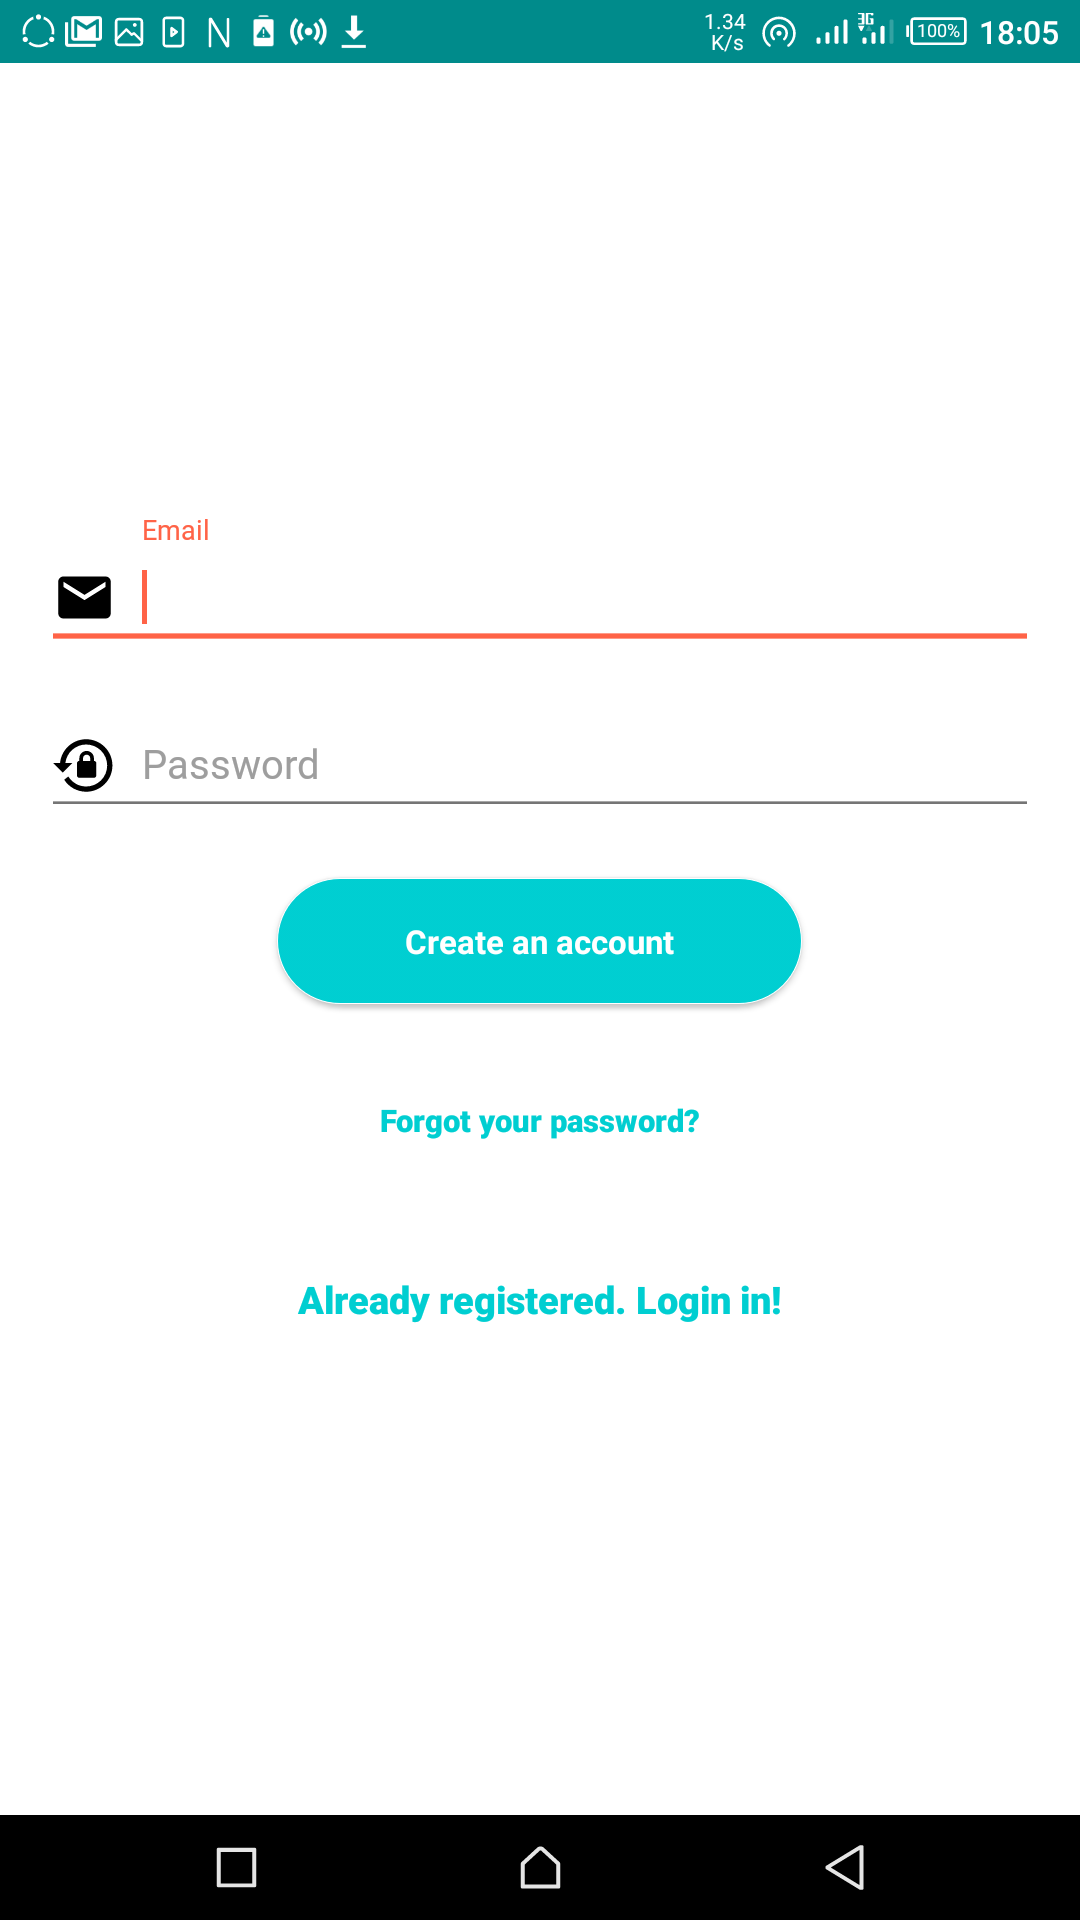 1.34
K/s
3G
100%
18:05
Email
Password
Create an account
Forgot your password?
Already registered. Login in!